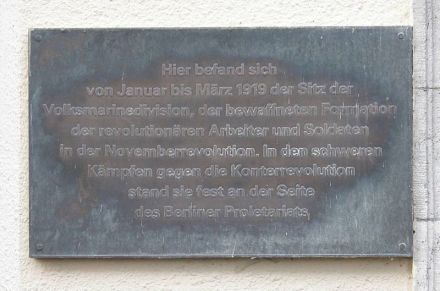 Hier befand sich
von Januar bis März 1919 der Sitz der
Volksmarinedivision, der bewaffneten Formation
der revolutionären Arbeiter und Soldaten
in der Novemberrevolution. In den schweren
Kämpfen gegen die Konterrevolution
stand sie fest an der Seite
des Berliner Proletariats